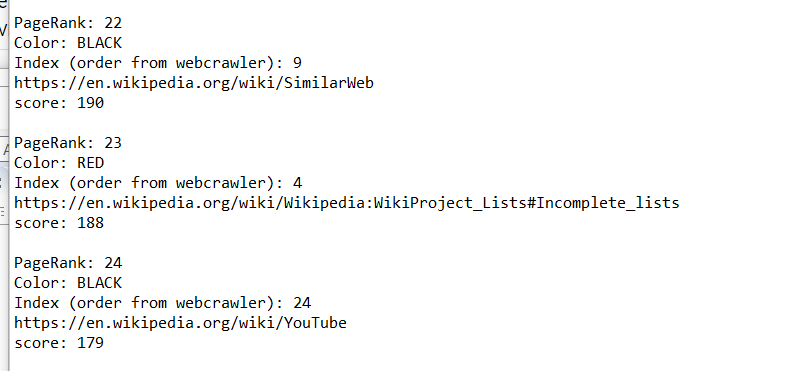 PageRank: 22
Color: BLACK
Index (order from webcrawler): 9
https://en.wikipedia.org/wiki/SimilarWeb
score: 190
PageRank: 23
Color: RED
Index (order from webcrawler): 4
https://en.wikipedia.org/wiki/Wikipedia:WikiProject_Lists#Incomplete_lists
score: 188
PageRank: 24
Color: BLACK
Index (order from webcrawler): 24
https://en.wikipedia.org/wiki/YouTube
score: 179